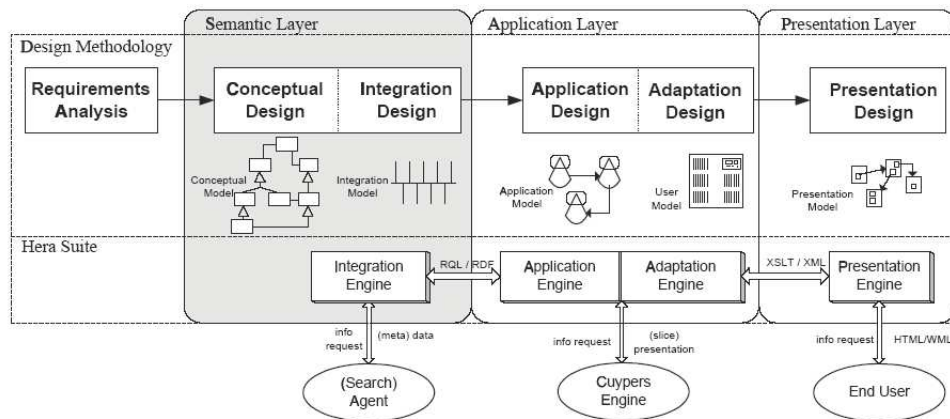 Semantic Layer
Application Layer
Presentation Layer
Design Methodology
Requirements
Analysis
Conceptual
Design
Integration
Design
Application
Design
Adaptation
Design
Presentation
Design
Conceptual
Model
Integration
Model
Application
Model
User
Model
Presentation
Model
Hera Suite
Integration
Engine
RQL / RDF
Application
Engine
Adaptation
Engine
XSLT / XML
Presentation
Engine
info
request
(meta) data
info request
(slice)
presentation
info request
HTML/WML
(Search)
Agent
Cuypers
Engine
End User